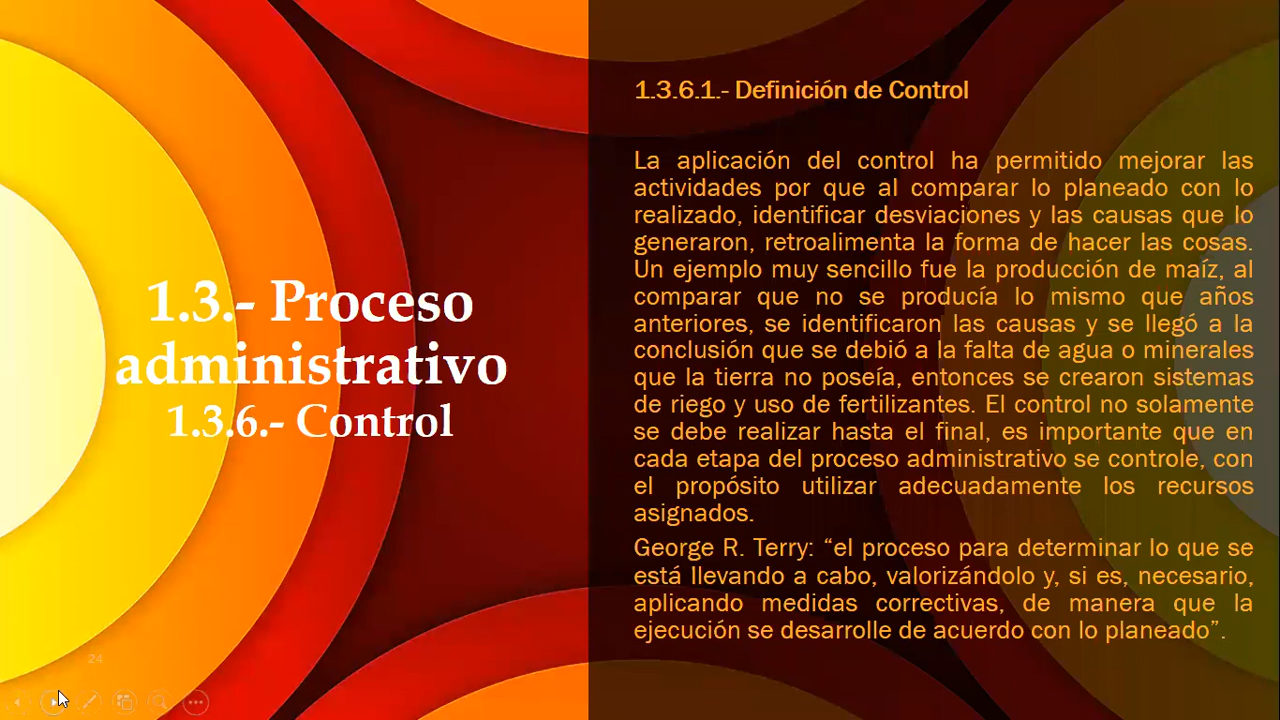 1.3.- Proceso
administrativo
1.3.6.- Control
1.3.6.1.- Definición de Control
La aplicación del control ha permitido mejorar las
actividades por que al comparar lo planeado con lo
realizado, identificar desviaciones y las causas que lo
generaron, retroalimenta la forma de hacer las cosas.
Un ejemplo muy sencillo fue la producción de maíz, al
comparar que no se producía lo mismo que años
anteriores, se identificaron las causas y se llegó a la
conclusión que se debió a la falta de agua o minerales
que la tierra no poseía, entonces se crearon sistemas
de riego y uso de fertilizantes. El control no solamente
se debe realizar hasta el final, es importante que en
cada etapa del proceso administrativo se controle, con
el propósito utilizar adecuadamente los recursos
asignados.
George R. Terry: “el proceso para determinar lo que se
está llevando a cabo, valorizándolo y, si es, necesario,
aplicando medidas correctivas, de manera que la
ejecución se desarrolle de acuerdo con lo planeado”.
24